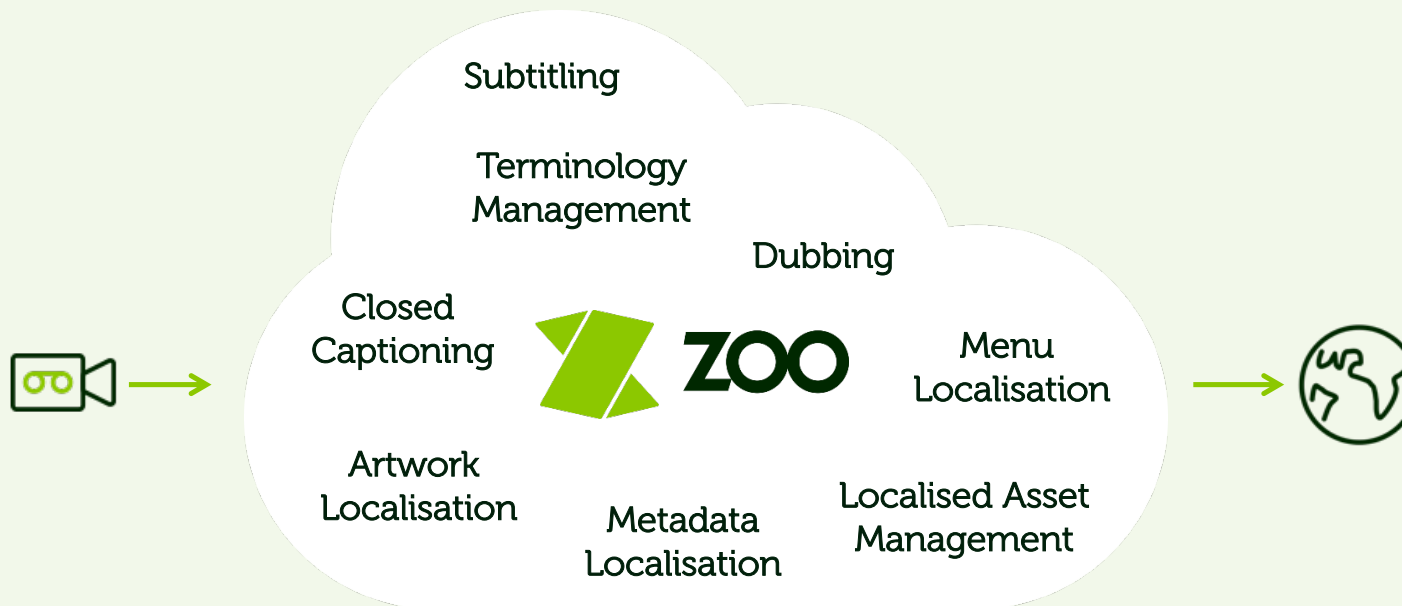 Subtitling
Terminology
Management
Dubbing
Closed
Captioning
ZOO
Menu
Localisation
Artwork
Localisation
Metadata
Localisation
Localised Asset
Management